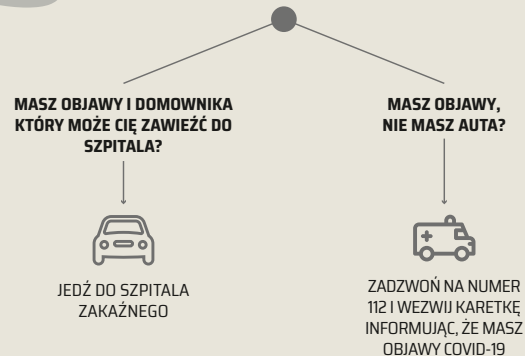 MASZ OBJAWY I DOMOWNIKA
KTÓRY MOŻE CIĘ ZAWIEŹĆ DO
SZPITALA?
JEDŹ DO SZPITALA
ZAKAŹNEGO
MASZ OBJAWY,
NIE MASZ AUTA?
ZADZWOŃ NA NUMER
112 I WEZWIJ KARETKĘ
INFORMUJĄC, ŻE MASZ
OBJAWY COVID-19